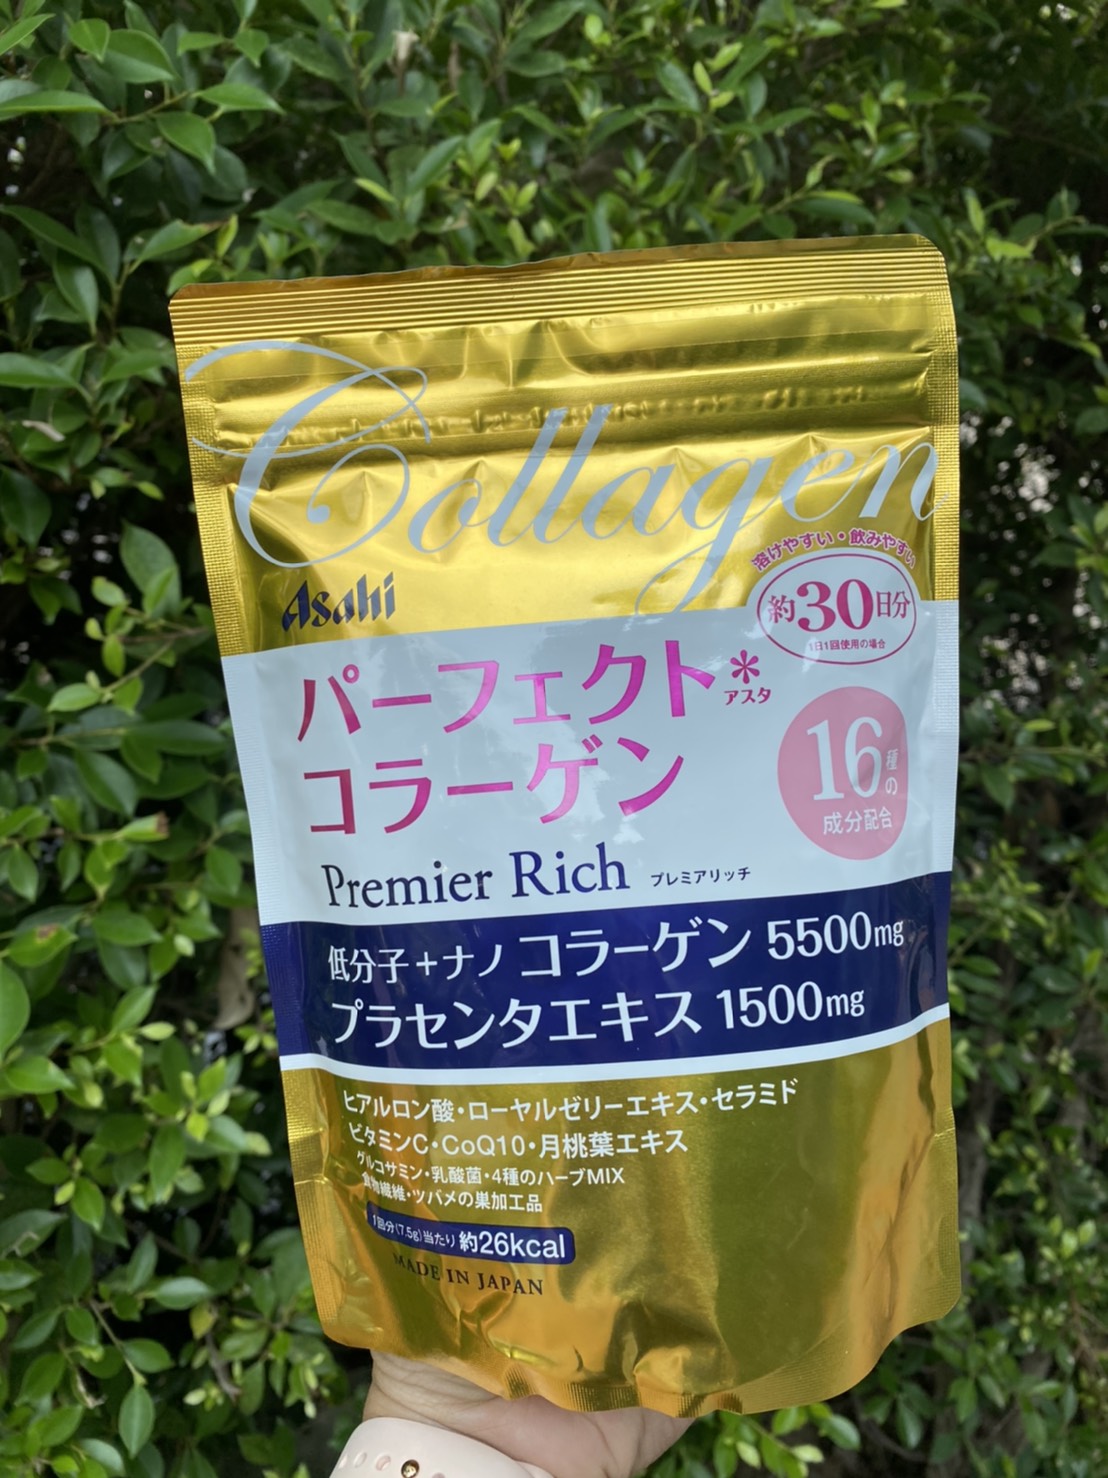 Collagen
Asahi
溶けやすい・飲みやすい
約30日分
1日1回使用の場合
パーフェクト*
アスタ
コラーゲン
16種の
成分配合
Premier Rich プレミアリッチ
低分子+ナノ コラーゲン 5500mg
プラセンタエキス 1500mg
ヒアルロン酸・ローヤルゼリーエキス・セラミド
ビタミンC・CoQ10・月桃葉エキス
グルコサミン・乳酸菌・4種のハーブMIX
食物繊維・ツバメの巣加工品
1回分(7.5g)当たり 約26kcal
MADE IN JAPAN